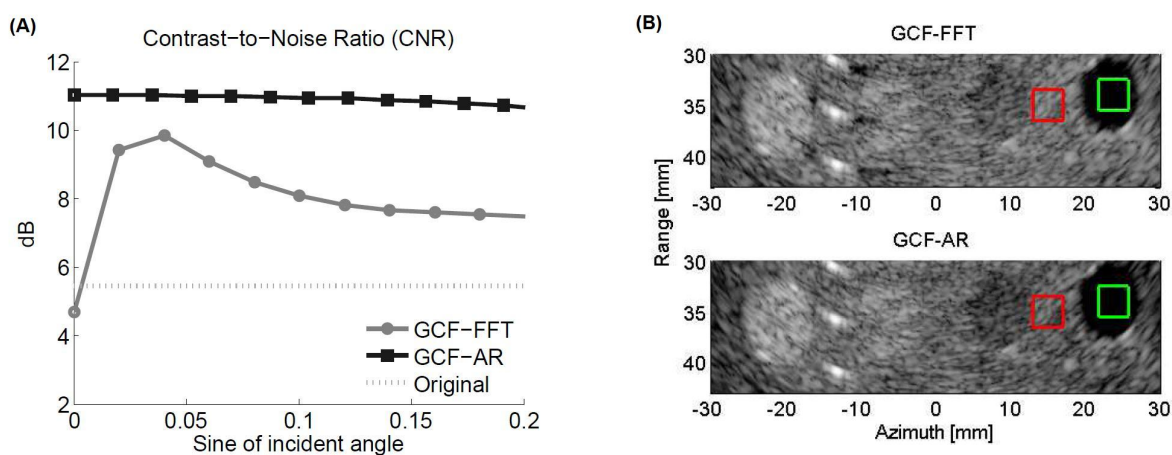 (A)
Contrast−to−Noise Ratio (CNR)
12
10
8
6
4
2
dB
0
0.05
0.1
0.15
0.2
Sine of incident angle
GCF−FFT
GCF−AR
Original
(B)
GCF-FFT
30
35
40
-30
-20
-10
0
10
20
30
Range [mm]
GCF-AR
30
35
40
-30
-20
-10
0
10
20
30
Azimuth [mm]